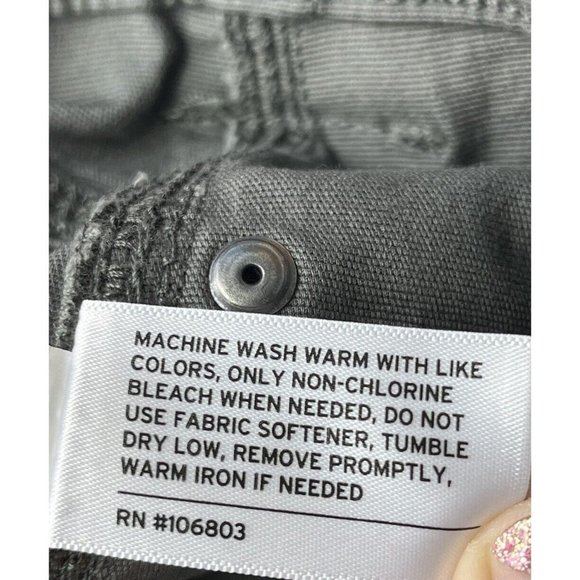 MACHINE WASH WARM WITH LIKE
COLORS, ONLY NON-CHLORINE
BLEACH WHEN NEEDED, DO NOT
USE FABRIC SOFTENER, TUMBLE
DRY LOW, REMOVE PROMPTLY,
WARM IRON IF NEEDED
RN #106803